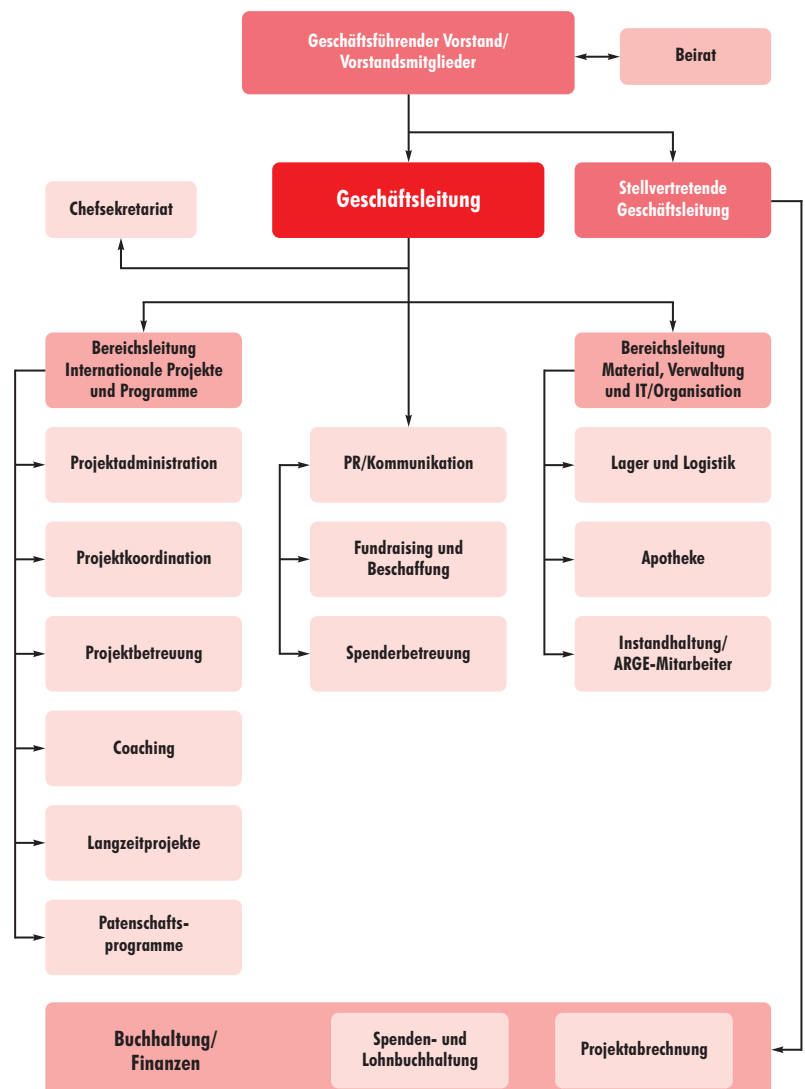 Geschäftsführender Vorstand/
Vorstandsmitglieder
Beirat
Chefsekretariat
Geschäftsleitung
Stellvertretende
Geschäftsleitung
Bereichsleitung
Internationale Projekte
und Programme
Bereichsleitung
Material, Verwaltung
und IT/Organisation
Projektadministration
PR/Kommunikation
Lager und Logistik
Projektkoordination
Fundraising und
Beschaffung
Apotheke
Projektbetreuung
Spenderbetreuung
Instandhaltung/
ARGE-Mitarbeiter
Coaching
Langzeitprojekte
Patenschafts-
programme
Buchhaltung/
Finanzen
Spenden- und
Lohnbuchhaltung
Projektabrechnung